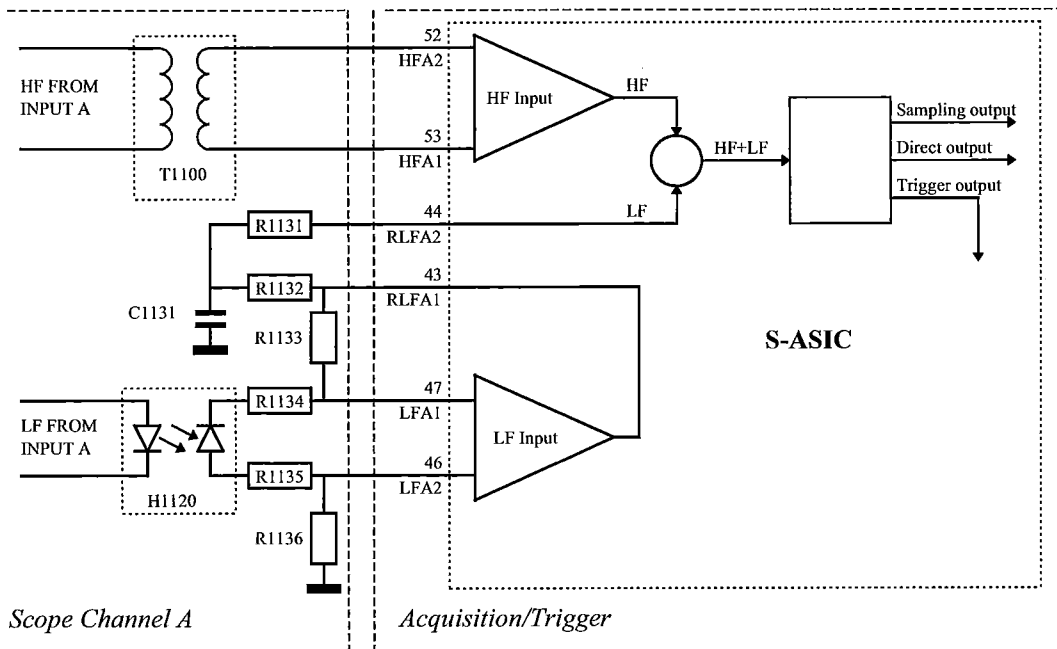 HF FROM
INPUT A
T1100
52
HFA2
53
HFA1
HF Input
HF
HF+LF
Sampling output
Direct output
Trigger output
R1131
44
RLFA2
LF
R1132
43
RLFA1
C1131
R1133
S-ASIC
LF FROM
INPUT A
H1120
R1134
47
LFA1
LF Input
R1135
46
LFA2
R1136
Scope Channel A
Acquisition/Trigger